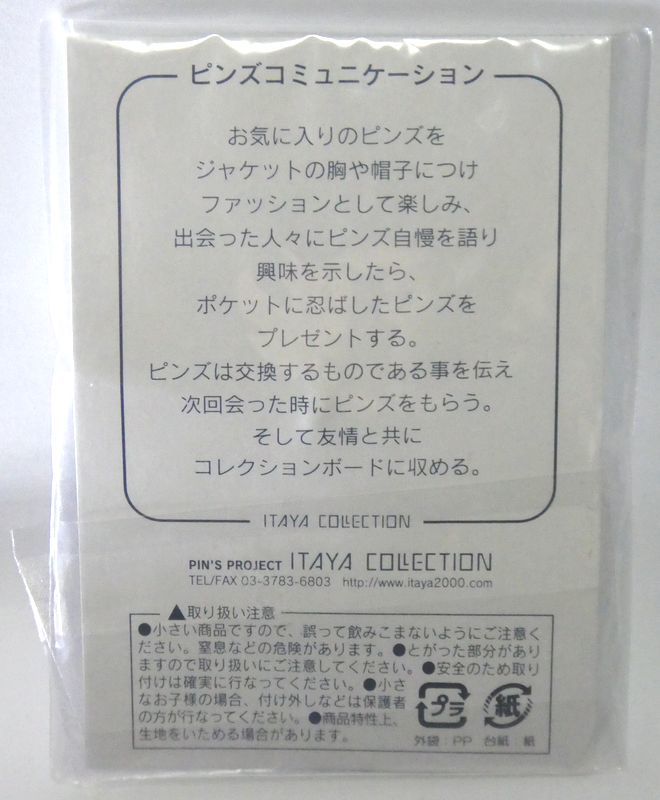 ピンズコミュニケーション
お気に入りのピンズを
ジャケットの胸や帽子につけ
ファッションとして楽しみ、
出会った人々にピンズ自慢を語り
興味を示したら、
ポケットに忍ばしたピンズを
プレゼントする。
ピンズは交換するものである事を伝え
次回会った時にピンズをもらう。
そして友情と共に
コレクションボードに収める。
ITAYA COLLECTION
PIN'S PROJECT ITAYA COLLECTION
TEL/FAX 03-3783-6803 http://www.itaya2000.com
▲取り扱い注意
●小さい商品ですので、誤って飲みこまないようにご注意く
ださい。窒息などの危険があります。●とがった部分があり
ますので取り扱いにご注意してください。●安全のため取り
付けは確実に行なってください。●小さ
なお子様の場合、付け外しなどは保護者
の方が行なってください。●商品特性上、
生地をいためる場合があります。
プラ 紙
外袋:PP 台紙:紙